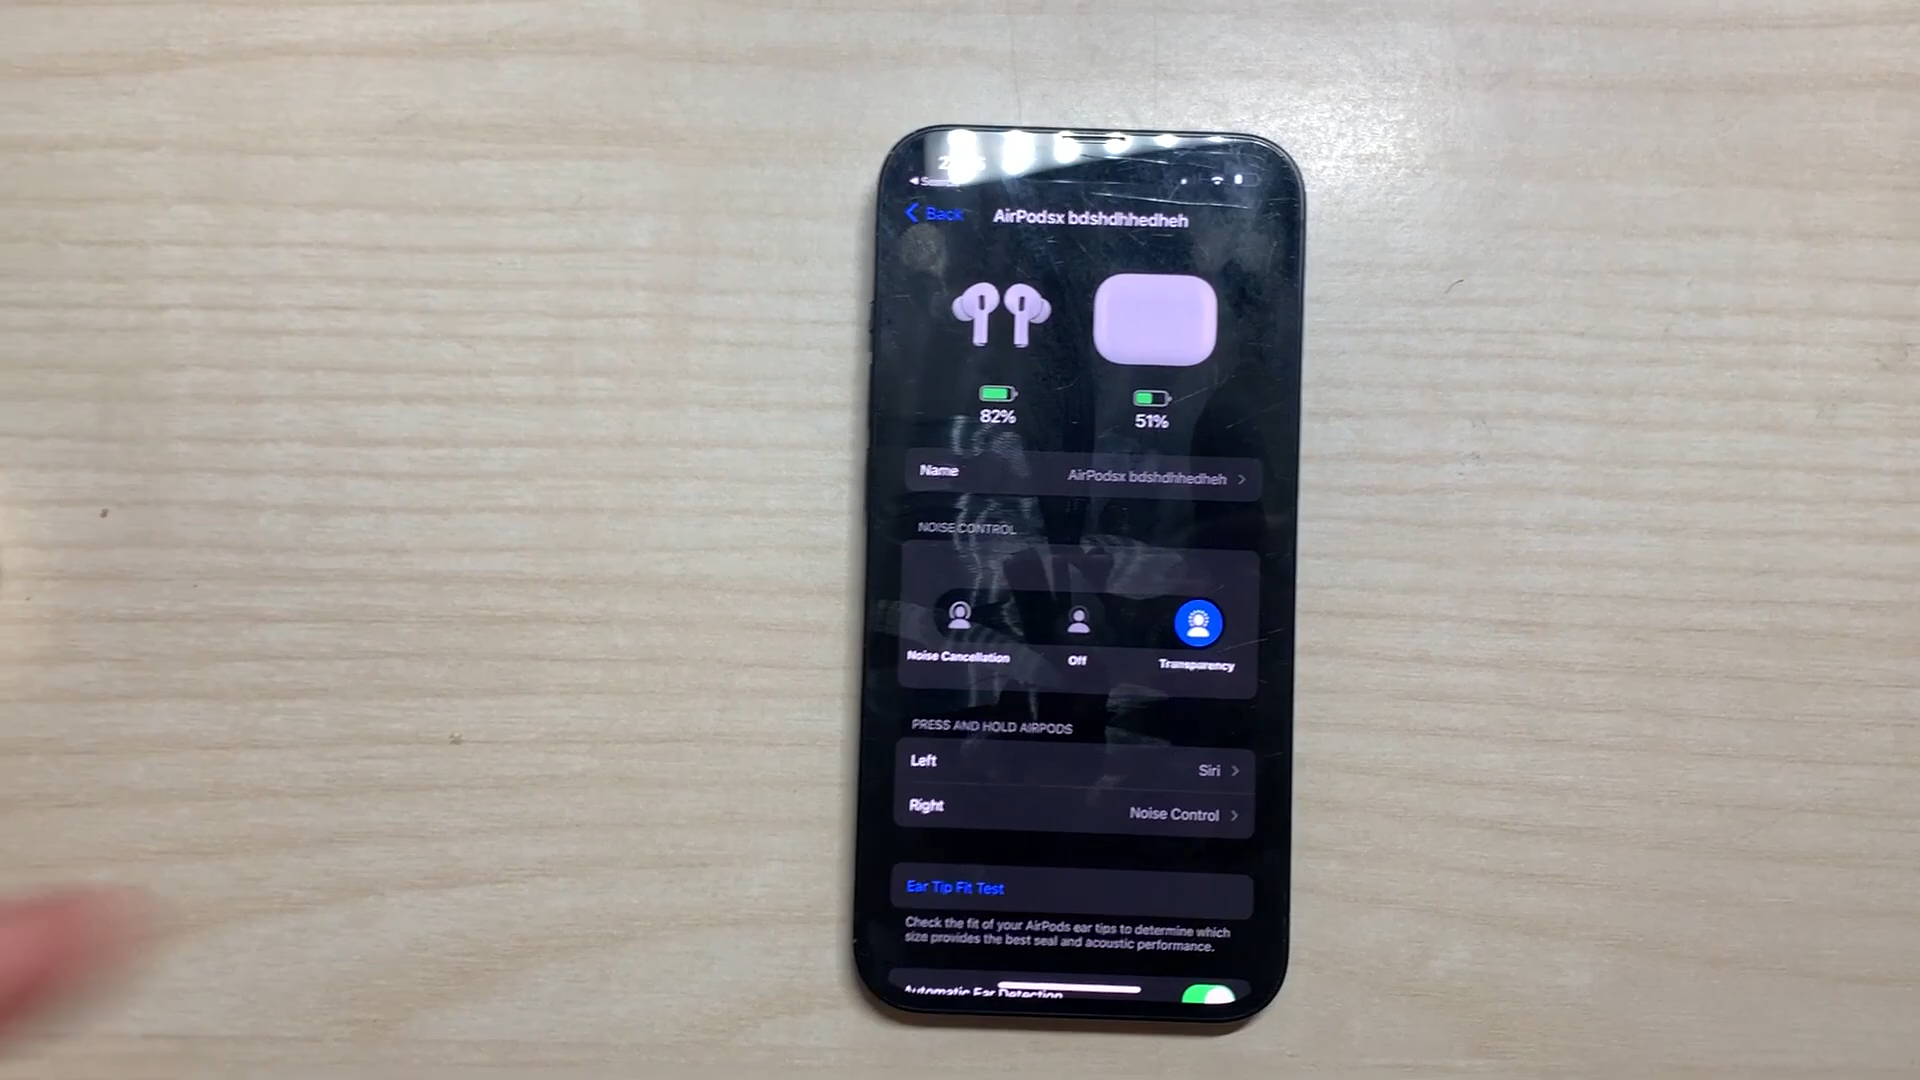 Back
AirPodsx bdshdhhedheh
82%
51%
Name AirPodsx bdshdhhedheh
NOISE CONTROL
Noise Cancellation
Off
Transparency
PRESS AND HOLD AIRPODS
Left Siri
Right Noise Control
Ear Tip Fit Test
Check the fit of your AirPods ear tips to determine which
size provides the best seal and acoustic performance.
Automatic Ear Detection